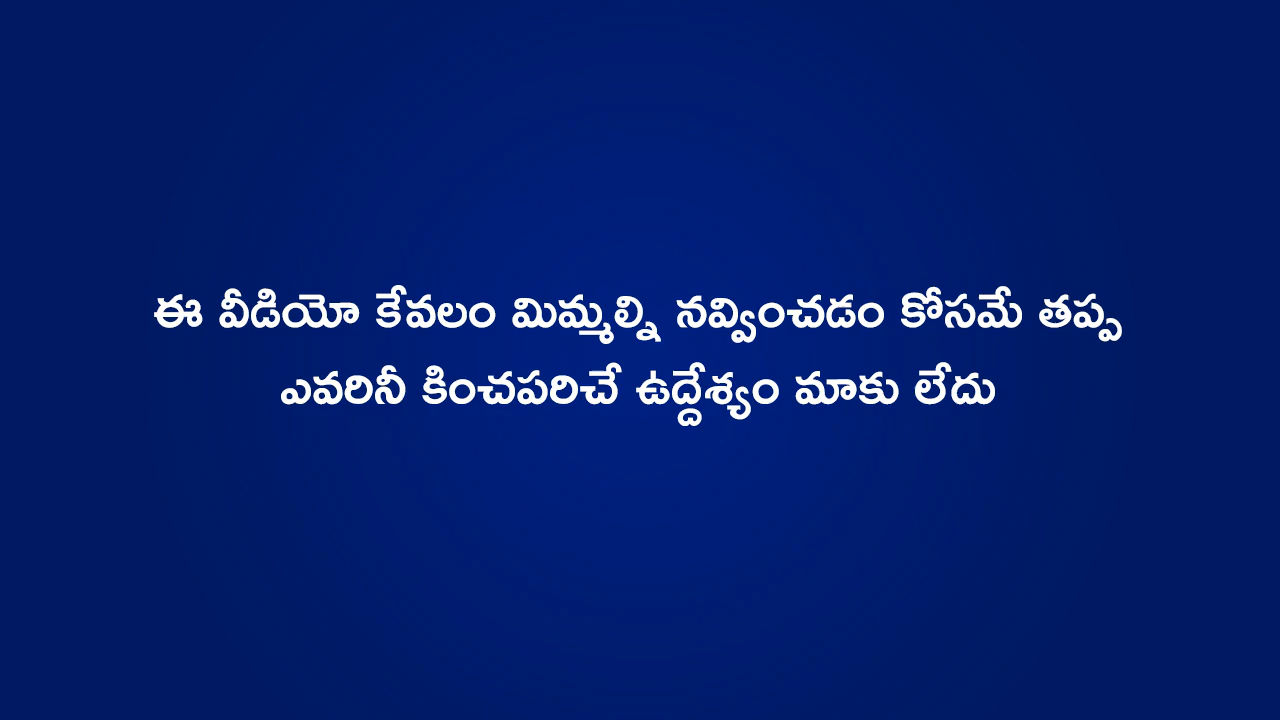 ఈ వీడియో కేవలం మిమ్మల్ని నవ్వించడం కోసమే తప్ప
ఎవరినీ కించపరిచే ఉద్దేశ్యం మాకు లేదు